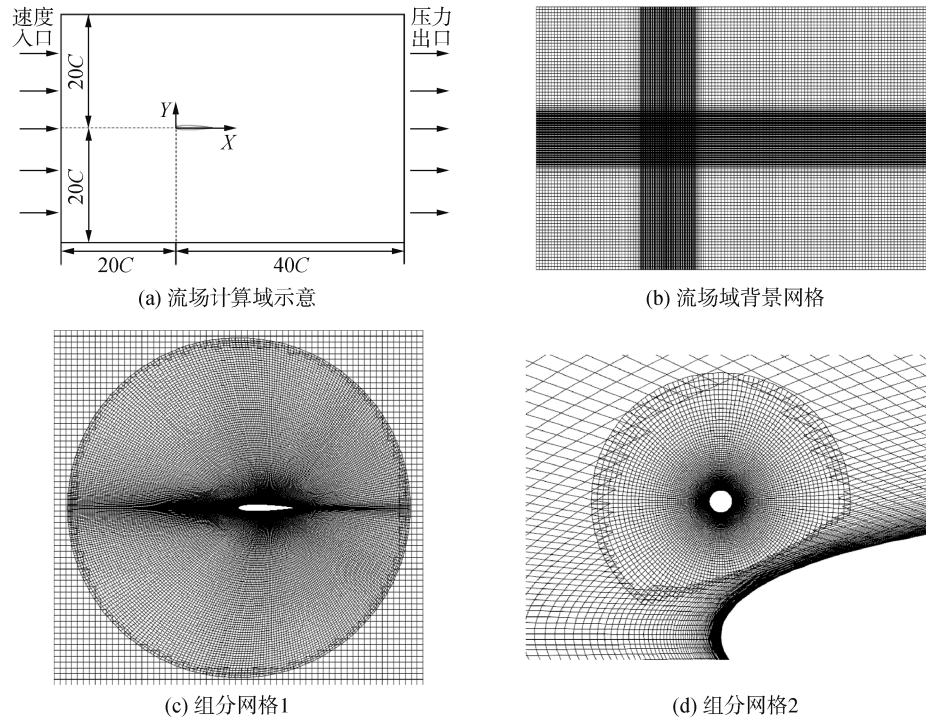 速度
入口
压力
出口
20C
Y
X
20C
20C
40C
(a) 流场计算域示意
(b) 流场域背景网格
(c) 组分网格1
(d) 组分网格2